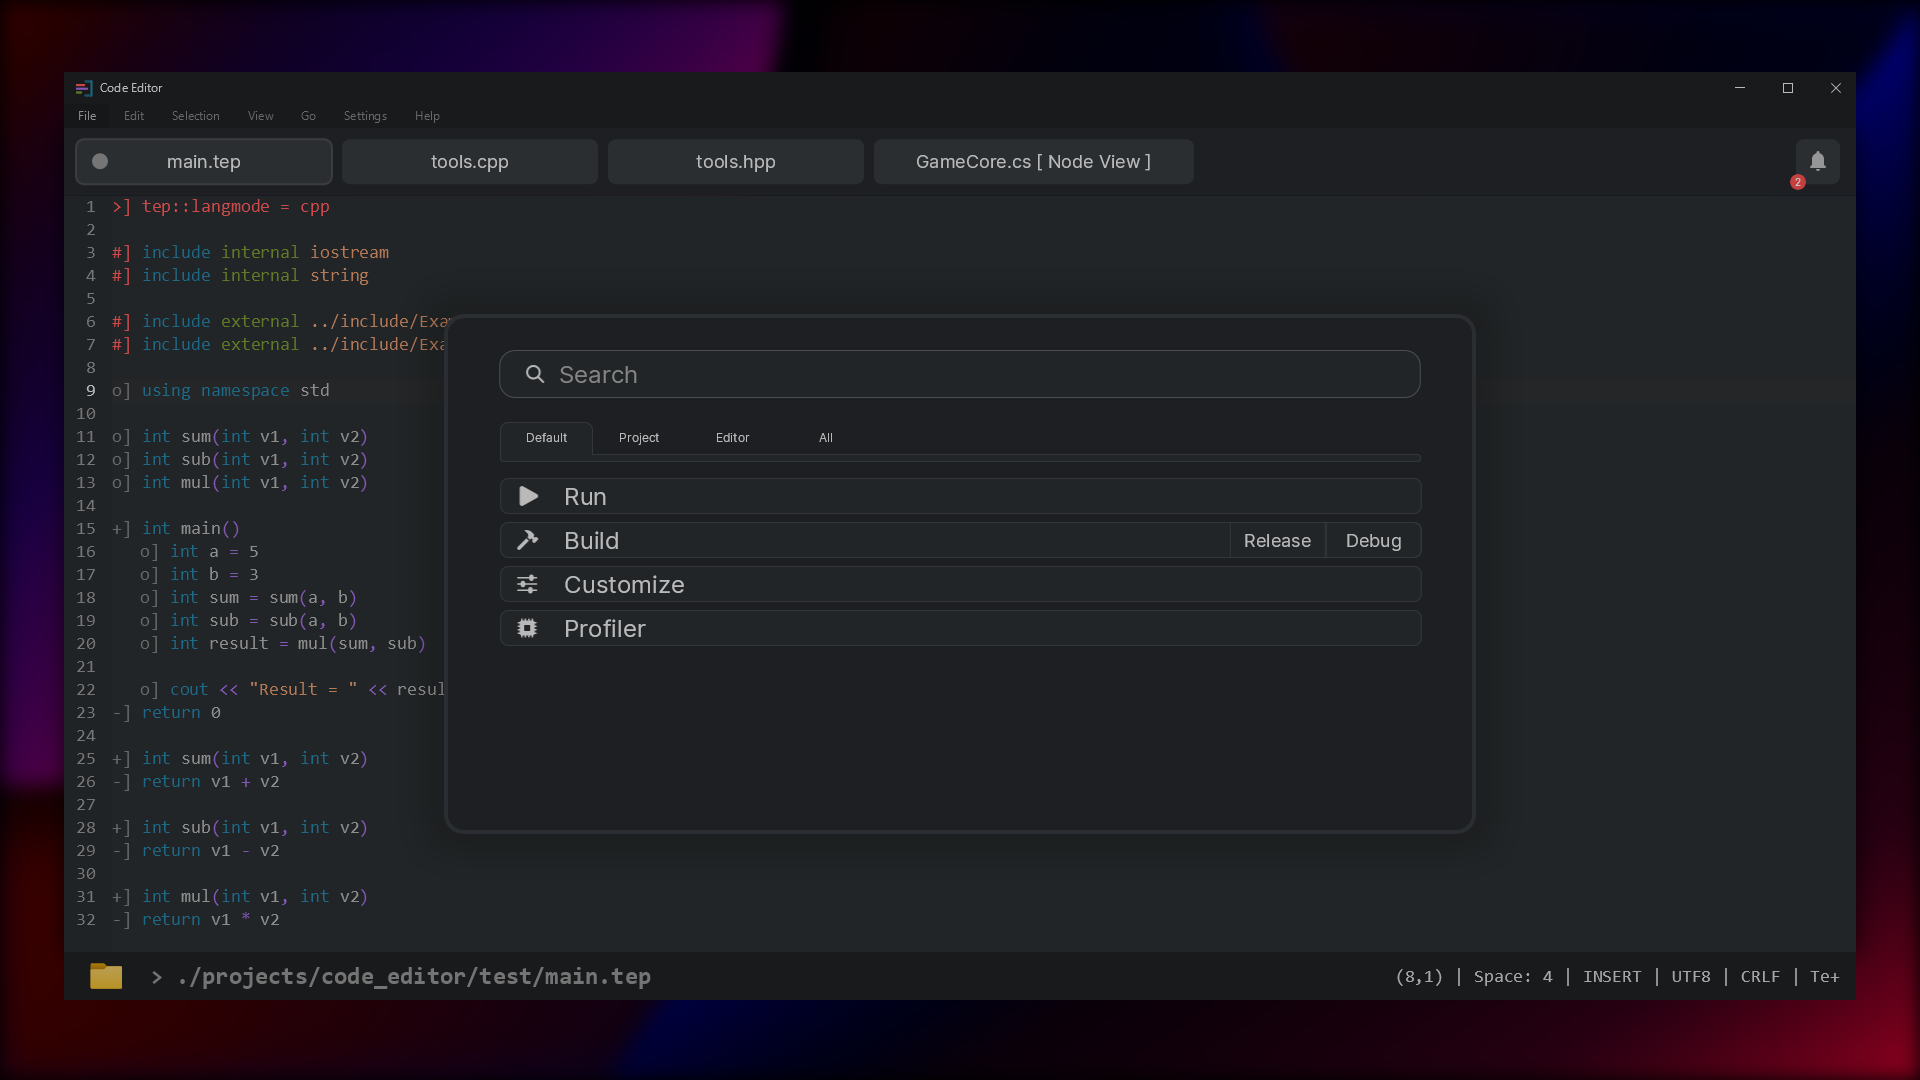 Code Editor
File Edit Selection View Go Settings Help
main.tep tools.cpp tools.hpp GameCore.cs [ Node View ]
2
1 >] tep::langmode = cpp
2
3 #] include internal iostream
4 #] include internal string
5
6 #] include external ../include/Exa
7 #] include external ../include/Exa
8
9 o] using namespace std
10
11 o] int sum(int v1, int v2)
12 o] int sub(int v1, int v2)
13 o] int mul(int v1, int v2)
14
15 +] int main()
16 o] int a = 5
17 o] int b = 3
18 o] int sum = sum(a, b)
19 o] int sub = sub(a, b)
20 o] int result = mul(sum, sub)
21
22 o] cout << "Result = " << resul
23 -] return 0
24
25 +] int sum(int v1, int v2)
26 -] return v1 + v2
27
28 +] int sub(int v1, int v2)
29 -] return v1 - v2
30
31 +] int mul(int v1, int v2)
32 -] return v1 * v2
Search
Default Project Editor All
Run
Build Release Debug
Customize
Profiler
> ./projects/code_editor/test/main.tep
(8,1) | Space: 4 | INSERT | UTF8 | CRLF | Te+